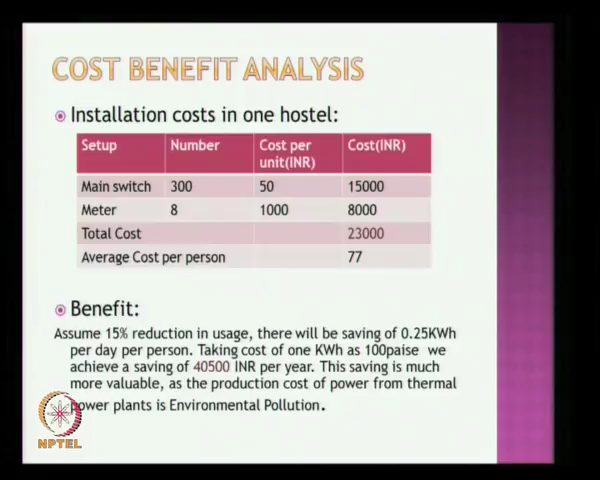 COST BENEFIT ANALYSIS
Installation costs in one hostel:
Setup Number Cost per unit(INR) Cost(INR)
Main switch 300 50 15000
Meter 8 1000 8000
Total Cost 23000
Average Cost per person 77
Benefit:
Assume 15% reduction in usage, there will be saving of 0.25KWh
per day per person. Taking cost of one KWh as 100paise we
achieve a saving of 40500 INR per year. This saving is much
more valuable, as the production cost of power from thermal
power plants is Environmental Pollution.
NPTEL